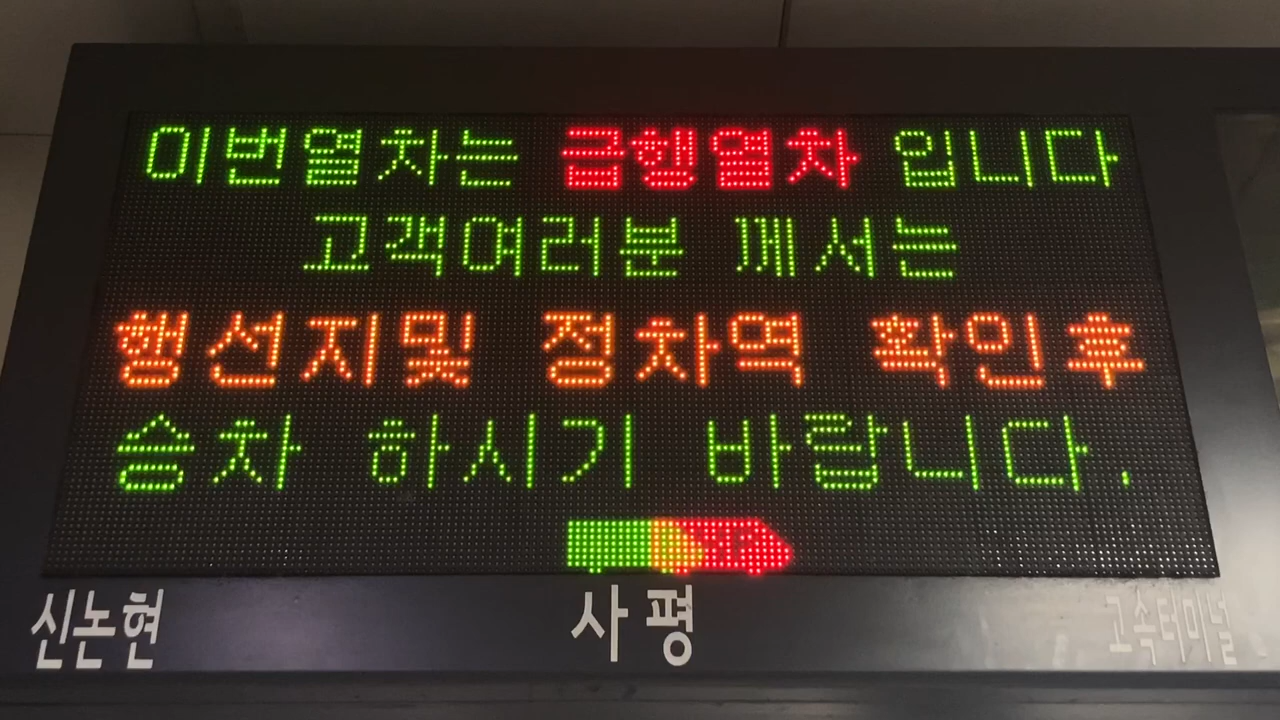 이번열차는 급행열차 입니다
고객여러분 께서는
행선지및 정차역 확인후
승차 하시기 바랍니다.
신논현 사평 고속터미널